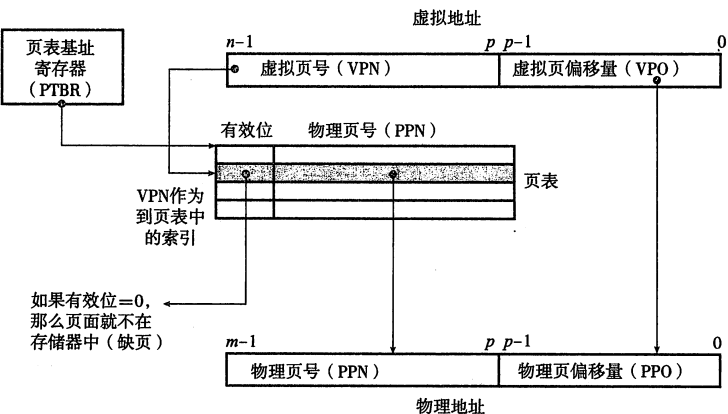 虚拟地址
页表基址
寄存器
（PTBR）
n-1 p p-1 0
虚拟页号（VPN） 虚拟页偏移量（VPO）
有效位 物理页号（PPN）
页表
VPN作为
到页表中
的索引
如果有效位=0，
那么页面就不在
存储器中（缺页）
m-1 p p-1 0
物理页号（PPN） 物理页偏移量（PPO）
物理地址